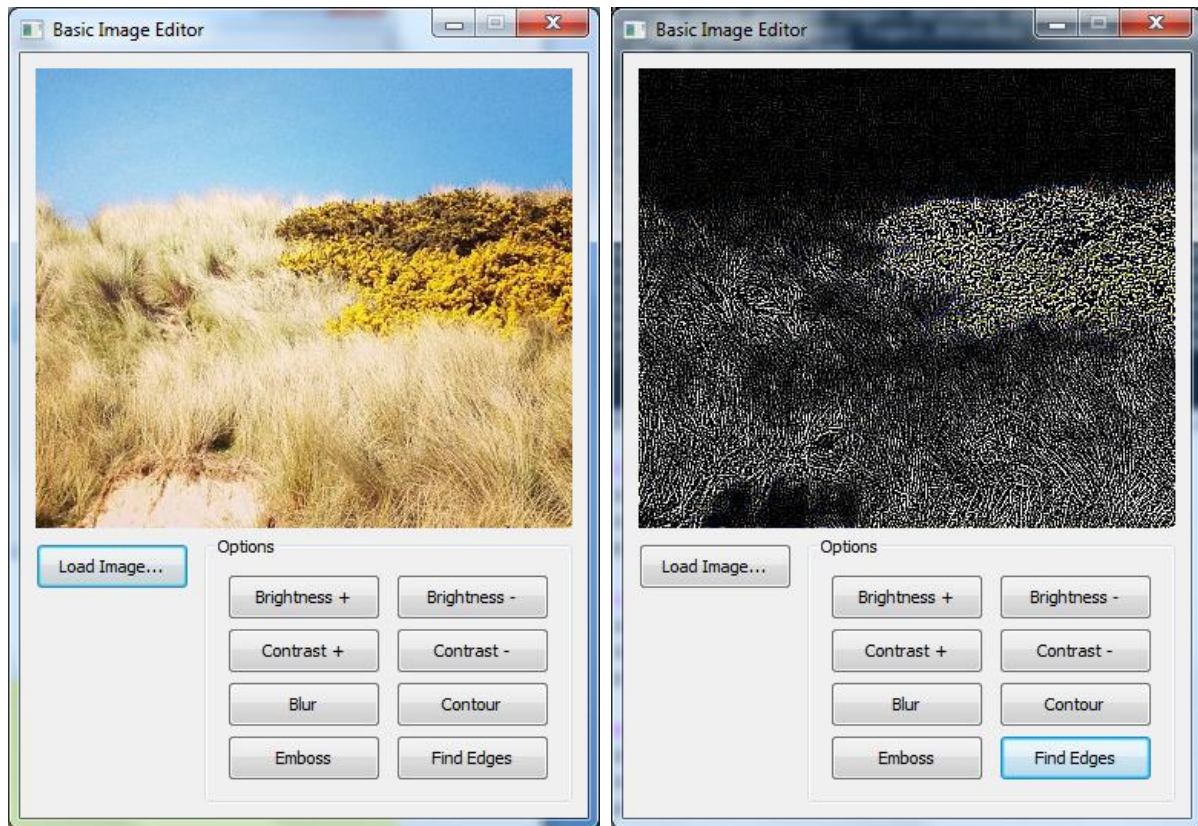 Basic Image Editor
Load Image...
Options
Brightness +
Brightness -
Contrast +
Contrast -
Blur
Contour
Emboss
Find Edges
Basic Image Editor
Load Image...
Options
Brightness +
Brightness -
Contrast +
Contrast -
Blur
Contour
Emboss
Find Edges